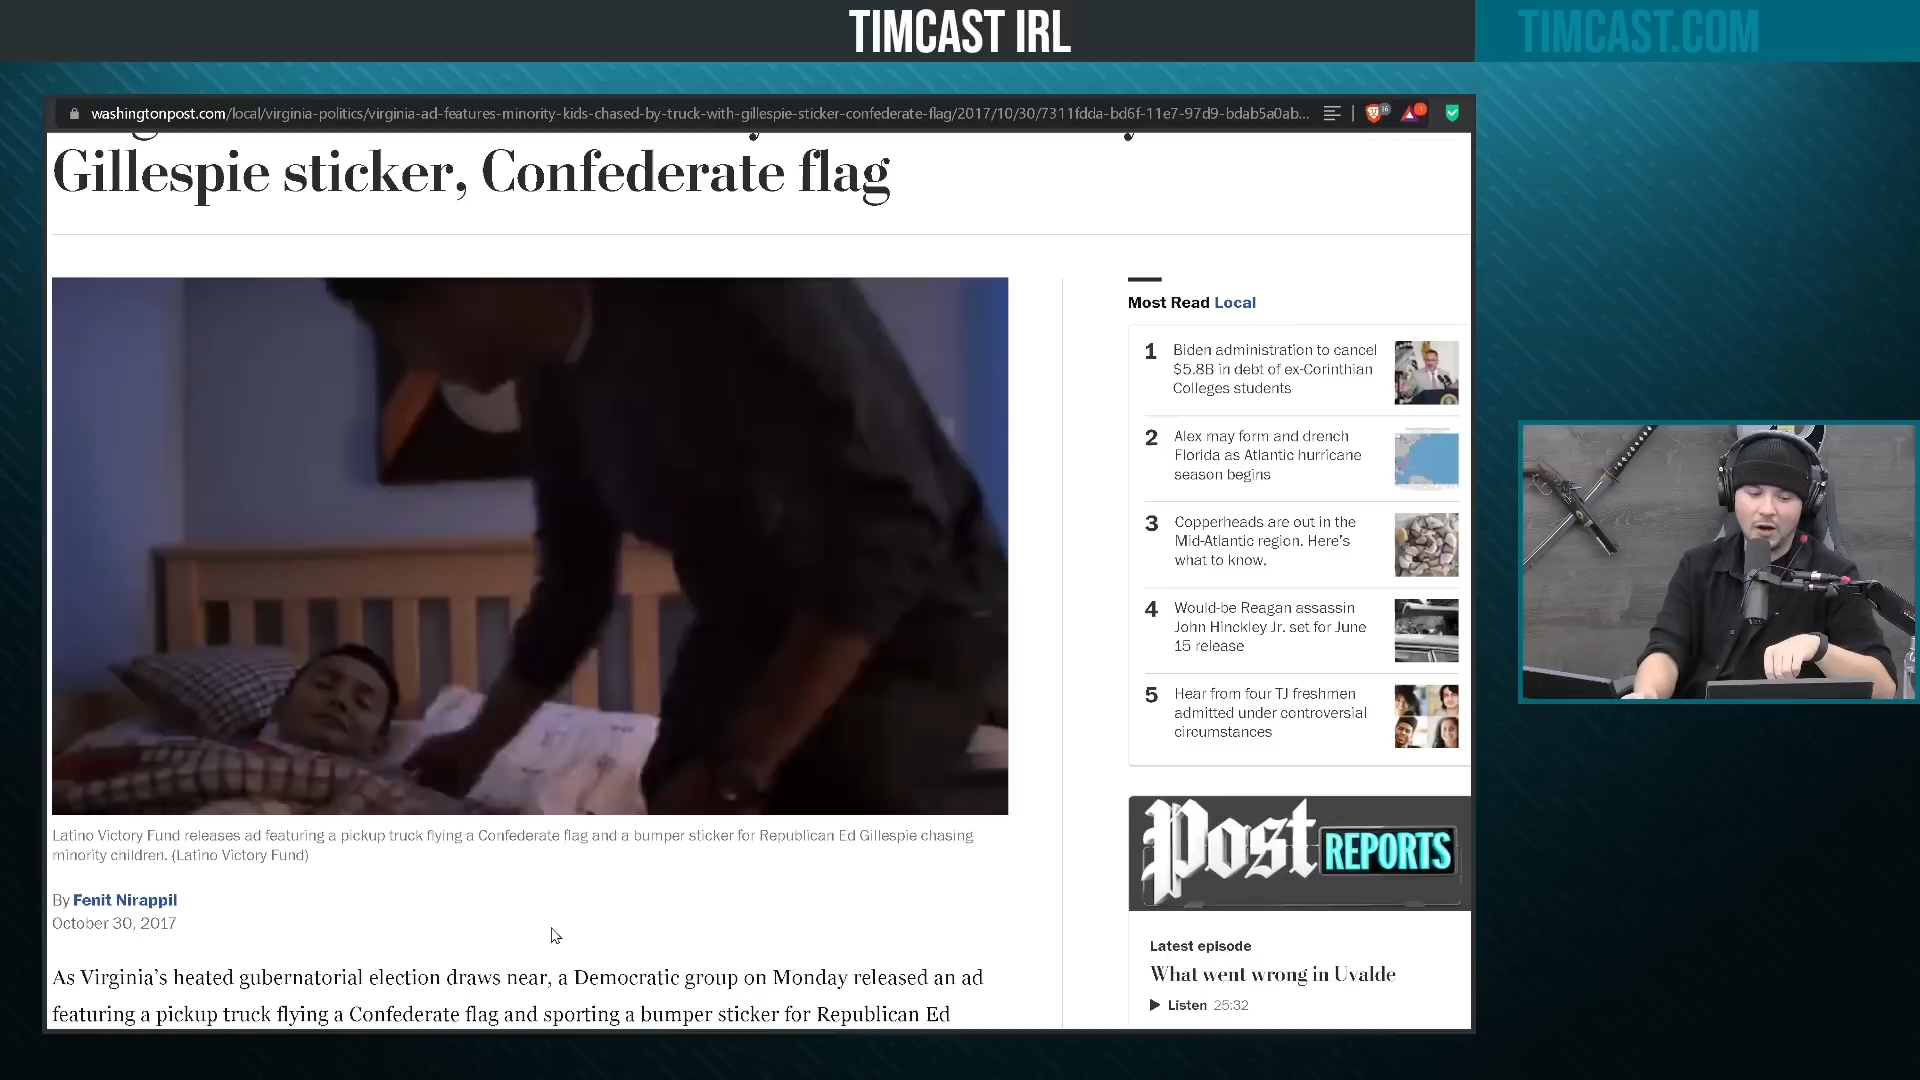 TIMCAST IRL
TIMCAST.COM
washingtonpost.com/local/virginia-politics/virginia-ad-features-minority-kids-chased-by-truck-with-gillespie-sticker-confederate-flag/2017/10/30/7311fdda-bd6f-11e7-97d9-bdab5a0ab...
Gillespie sticker, Confederate flag
Latino Victory Fund releases ad featuring a pickup truck flying a Confederate flag and a bumper sticker for Republican Ed Gillespie chasing
minority children. (Latino Victory Fund)
By Fenit Nirappil
October 30, 2017
As Virginia's heated gubernatorial election draws near, a Democratic group on Monday released an ad
featuring a pickup truck flying a Confederate flag and sporting a bumper sticker for Republican Ed
Most Read Local
1 Biden administration to cancel
$5.8B in debt of ex-Corinthian
Colleges students
2 Alex may form and drench
Florida as Atlantic hurricane
season begins
3 Copperheads are out in the
Mid-Atlantic region. Here's
what to know.
4 Would-be Reagan assassin
John Hinckley Jr. set for June
15 release
5 Hear from four TJ freshmen
admitted under controversial
circumstances
Post REPORTS
Latest episode
What went wrong in Uvalde
Listen 25:32